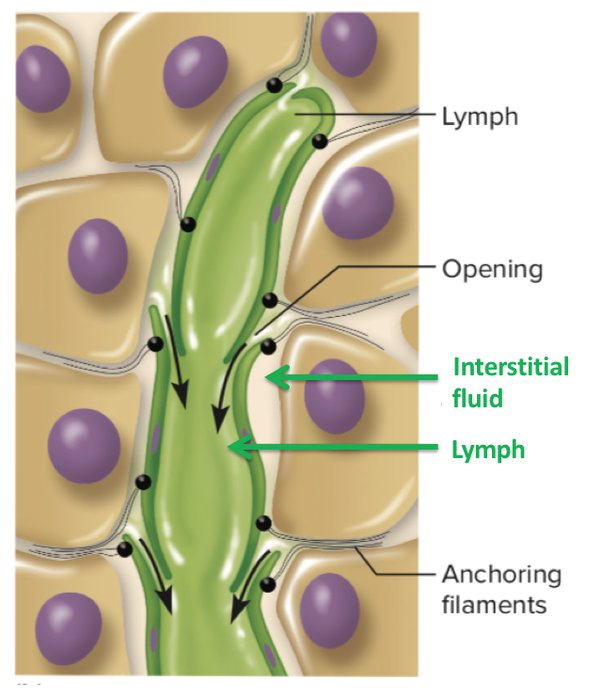 Lymph
Opening
Interstitial
fluid
Lymph
Anchoring
filaments